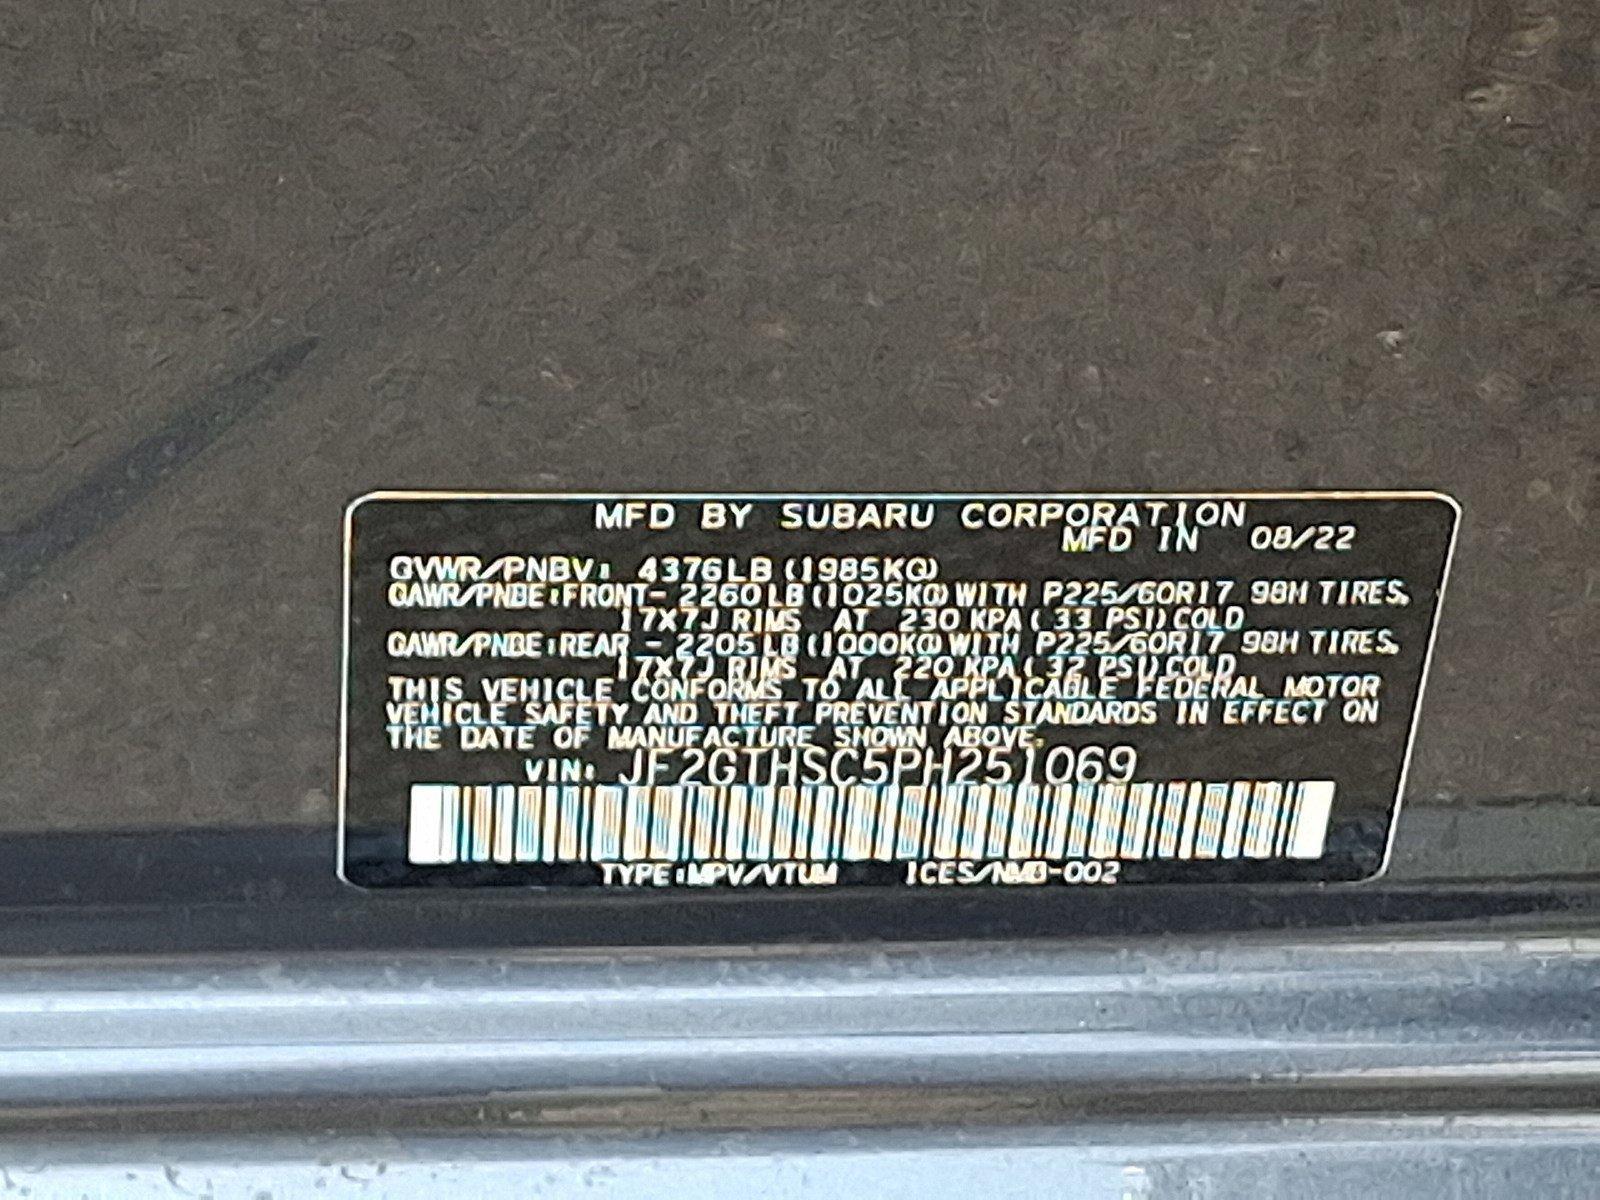 MFD BY SUBARU CORPORATION
MFD IN 08/22
GVWR/PNBV: 4376LB (1985KG)
GAWR/PNBE:FRONT- 2260LB (1025KG) WITH P225/60R17 98H TIRES,
17X7J RIMS AT 230 KPA ( 33 PSI) COLD
GAWR/PNBE:REAR - 2205LB (1000KG) WITH P225/60R17 98H TIRES,
17X7J RIMS AT 220 KPA ( 32 PSI) COLD
THIS VEHICLE CONFORMS TO ALL APPLICABLE FEDERAL MOTOR
VEHICLE SAFETY AND THEFT PREVENTION STANDARDS IN EFFECT ON
THE DATE OF MANUFACTURE SHOWN ABOVE.
VIN: JF2GTHSC5PH251069
TYPE:MPV/VTUM ICES/NMB-002